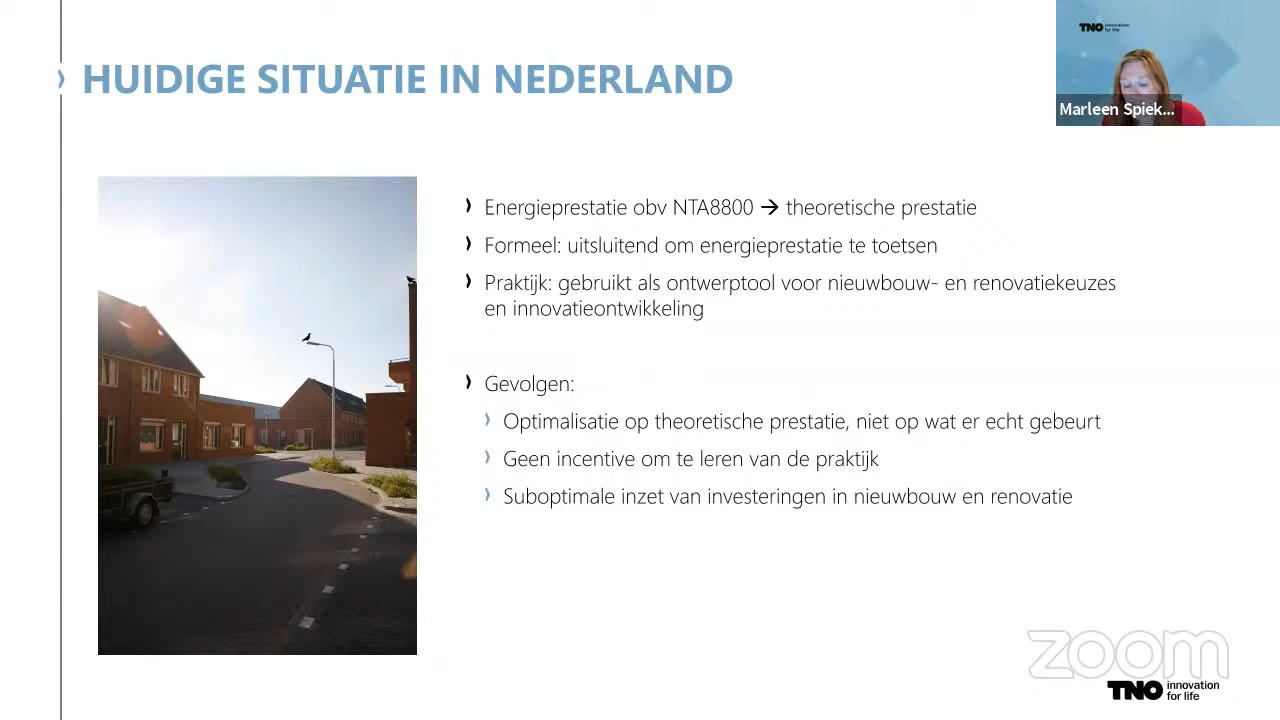 TNO innovation
for life
Marleen Spiek...
HUIDIGE SITUATIE IN NEDERLAND
Energieprestatie obv NTA8800 → theoretische prestatie
Formeel: uitsluitend om energieprestatie te toetsen
Praktijk: gebruikt als ontwerptool voor nieuwbouw- en renovatiekeuzes
en innovatieontwikkeling
Gevolgen:
Optimalisatie op theoretische prestatie, niet op wat er echt gebeurt
Geen incentive om te leren van de praktijk
Suboptimale inzet van investeringen in nieuwbouw en renovatie
zoom
TNO innovation
for life